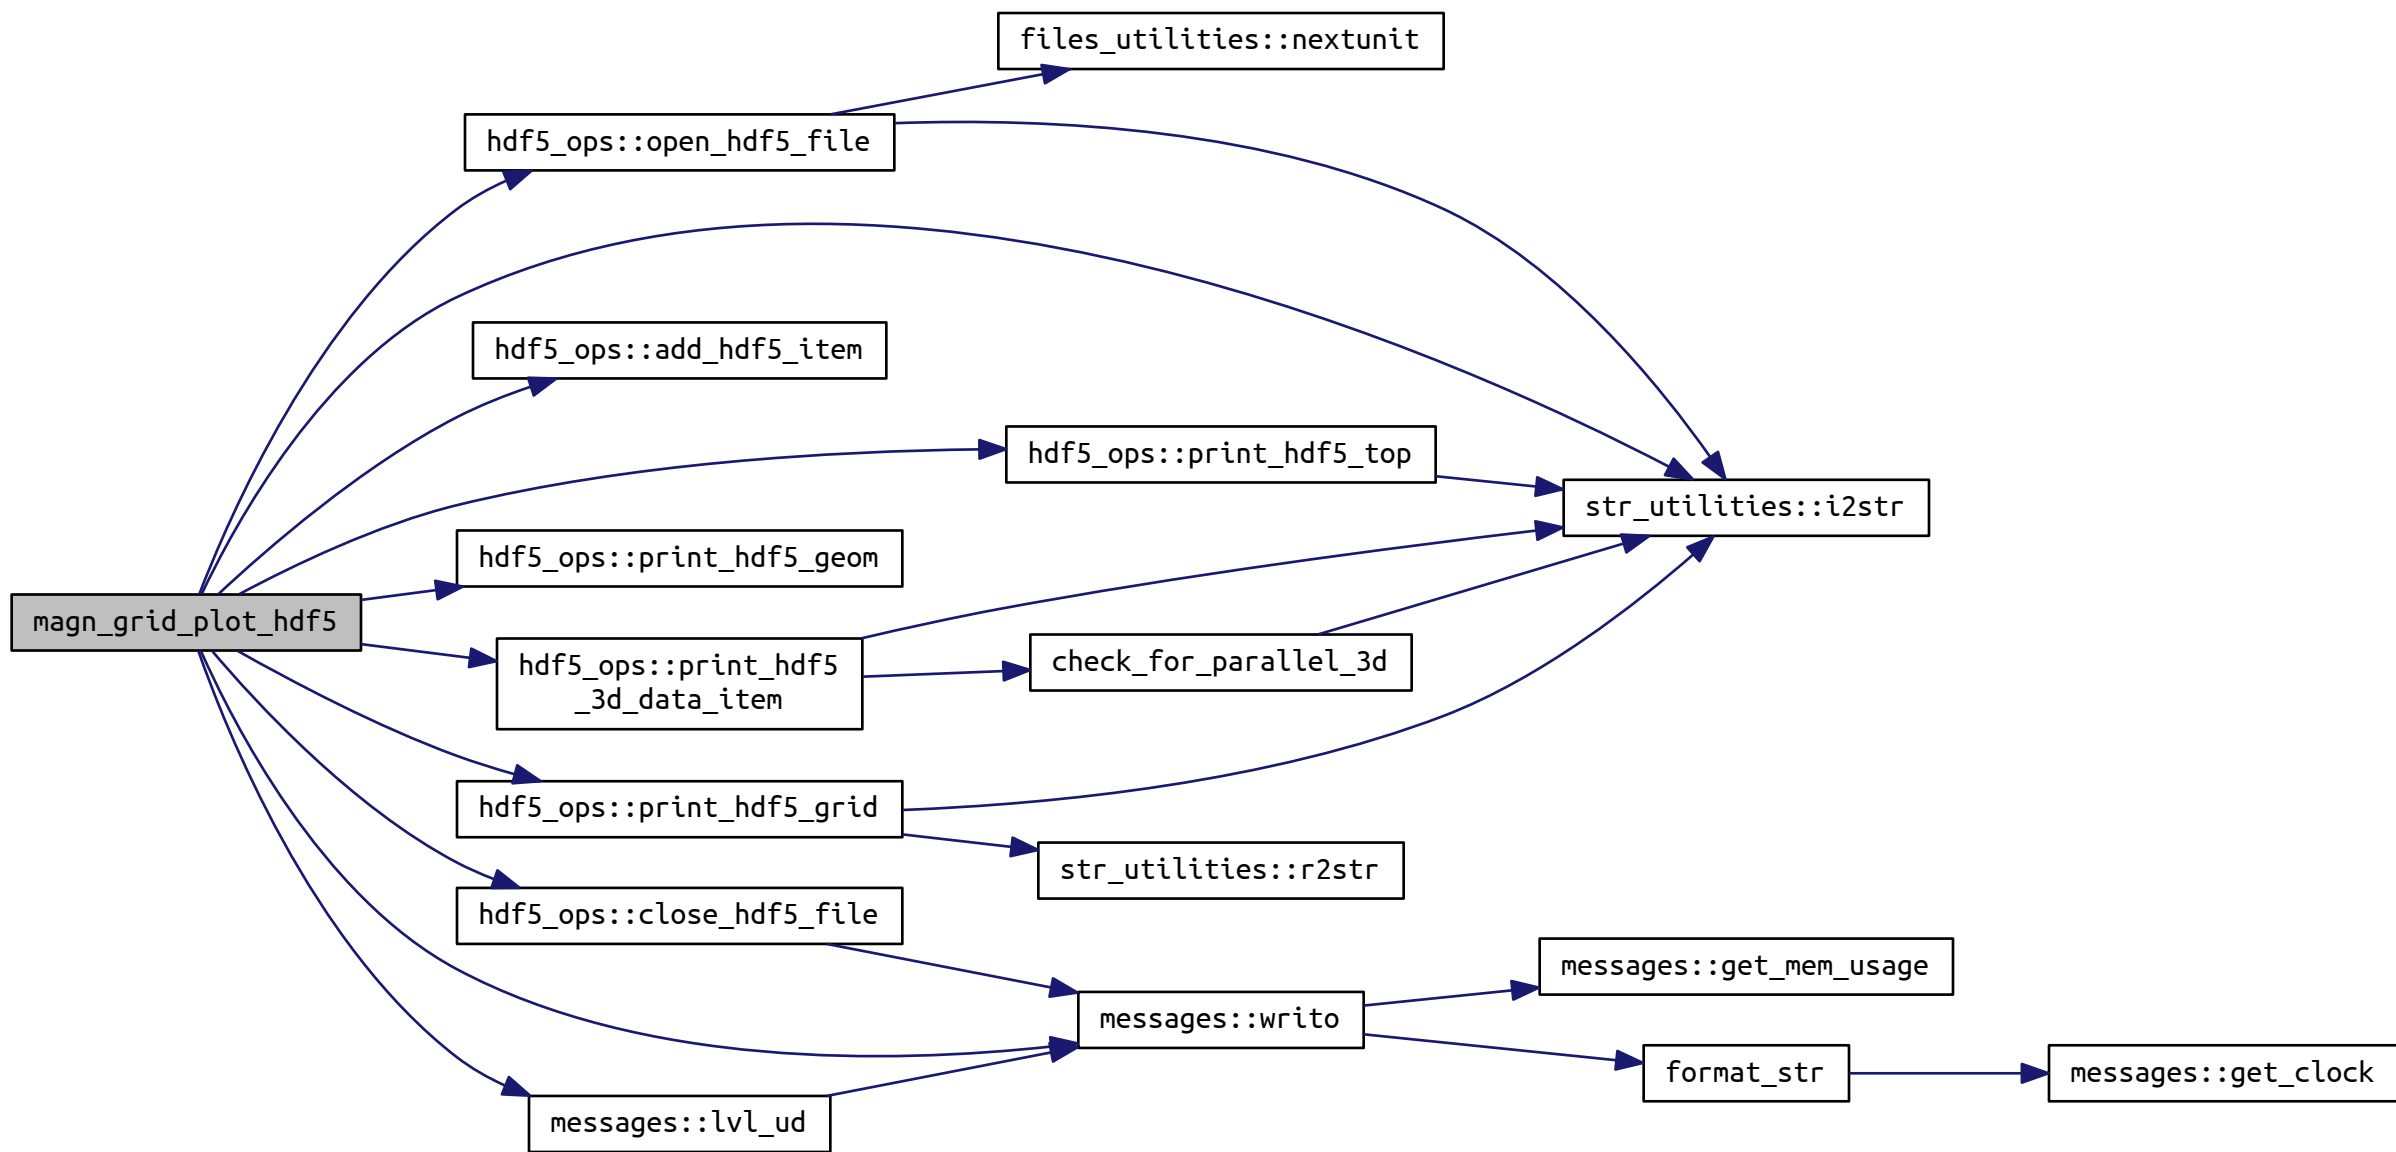 files_utilities::nextunit
hdf5_ops::open_hdf5_file
hdf5_ops::add_hdf5_item
hdf5_ops::print_hdf5_top
str_utilities::i2str
hdf5_ops::print_hdf5_geom
magn_grid_plot_hdf5
hdf5_ops::print_hdf5
_3d_data_item
check_for_parallel_3d
hdf5_ops::print_hdf5_grid
str_utilities::r2str
hdf5_ops::close_hdf5_file
messages::get_mem_usage
messages::writo
format_str
messages::get_clock
messages::lvl_ud